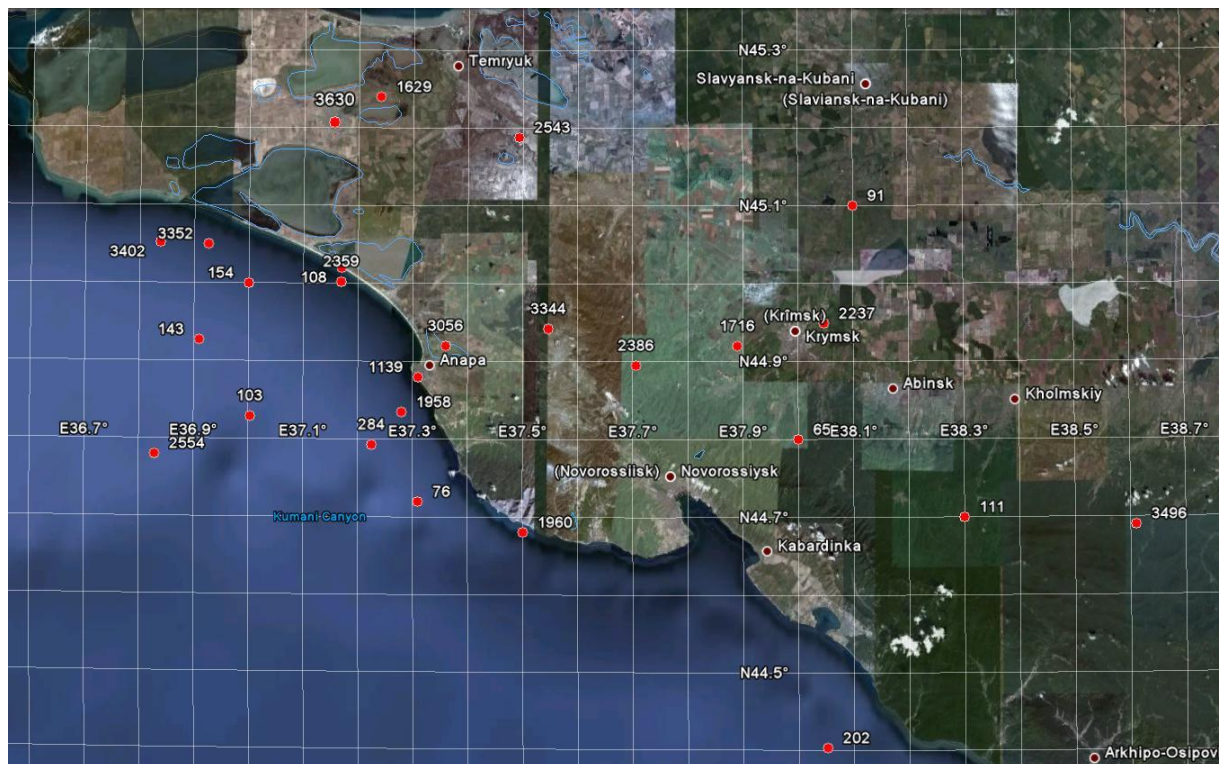 N45.3°
Temryuk
Slavyansk-na-Kubani
(Slaviansk-na-Kubani)
1629
3630
2543
N45.1°
91
3352
3402
2359
154
108
3344
(Krîmsk)
2237
143
3056
1716
Krymsk
2386
Anapa
N44.9°
1139
Abinsk
Kholmskiy
103
1958
E36.7°
E36.9°
E37.1°
284
E37.3°
E37.5°
E37.7°
E37.9°
65
E38.1°
E38.3°
E38.5°
E38.7°
2554
(Novorossiisk)
Novorossiysk
76
Kumani Canyon
1960
N44.7°
111
3496
Kabardinka
N44.5°
202
Arkhipo-Osipov